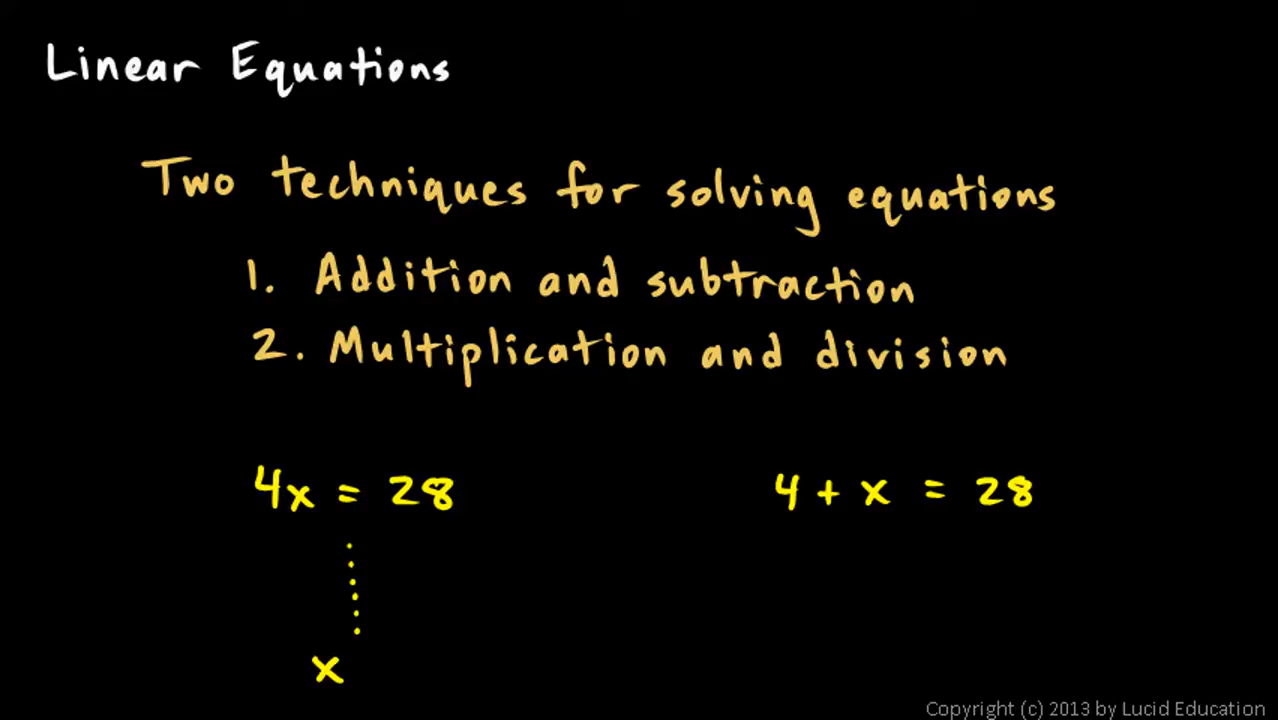 Linear Equations
Two techniques for solving equations
1. Addition and subtraction
2. Multiplication and division
4x = 28
4 + x = 28
x
Copyright (c) 2013 by Lucid Education